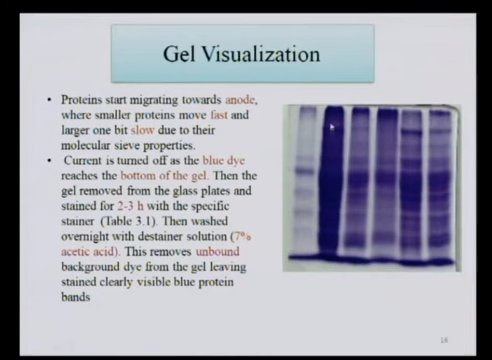 Gel Visualization
• Proteins start migrating towards anode,
where smaller proteins move fast and
larger one bit slow due to their
molecular sieve properties.
• Current is turned off as the blue dye
reaches the bottom of the gel. Then the
gel removed from the glass plates and
stained for 2-3 h with the specific
stainer (Table 3.1). Then washed
overnight with destainer solution (7%
acetic acid). This removes unbound
background dye from the gel leaving
stained clearly visible blue protein
bands